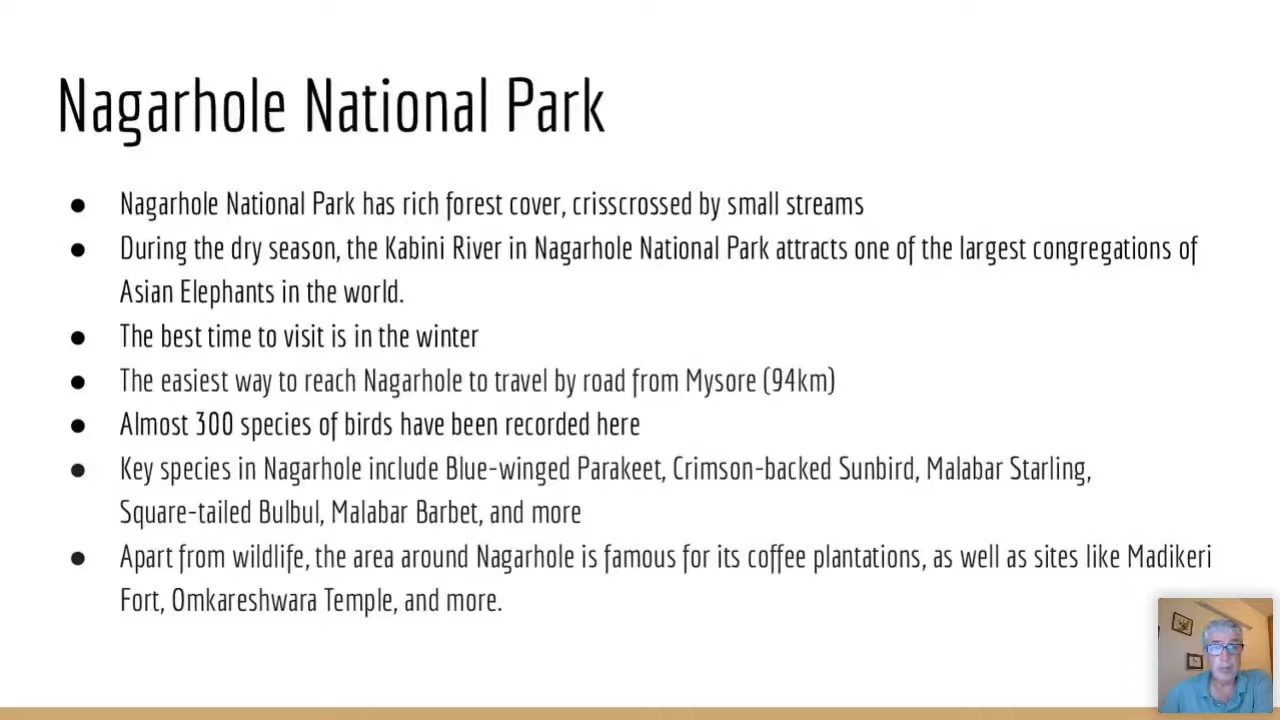 Nagarhole National Park
● Nagarhole National Park has rich forest cover, crisscrossed by small streams
● During the dry season, the Kabini River in Nagarhole National Park attracts one of the largest congregations of
Asian Elephants in the world.
● The best time to visit is in the winter
● The easiest way to reach Nagarhole to travel by road from Mysore (94km)
● Almost 300 species of birds have been recorded here
● Key species in Nagarhole include Blue-winged Parakeet, Crimson-backed Sunbird, Malabar Starling,
Square-tailed Bulbul, Malabar Barbet, and more
● Apart from wildlife, the area around Nagarhole is famous for its coffee plantations, as well as sites like Madikeri
Fort, Omkareshwara Temple, and more.